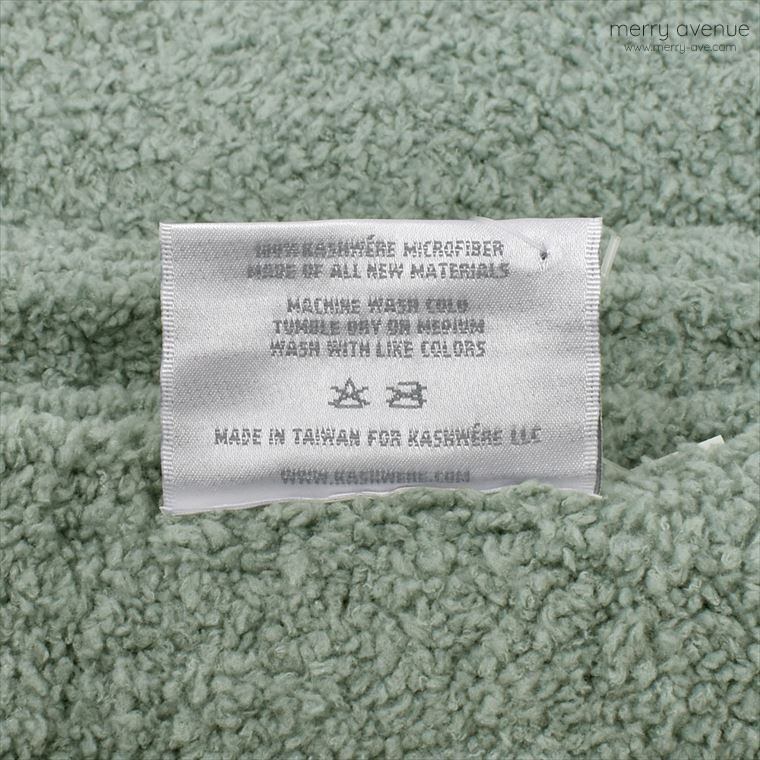 merry avenue
www.merry-ave.com
100% KASHWÉRE MICROFIBER
MADE OF ALL NEW MATERIALS
MACHINE WASH COLD
TUMBLE DRY ON MEDIUM
WASH WITH LIKE COLORS
MADE IN TAIWAN FOR KASHWÉRE LLC
WWW.KASHWERE.COM